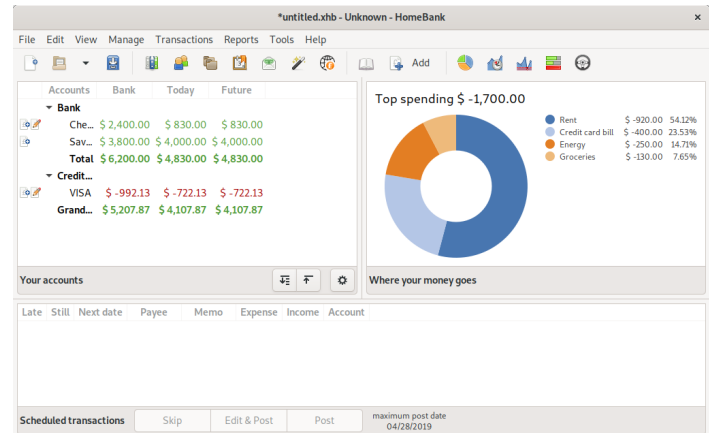 *untitled.xhb - Unknown - HomeBank ×
File Edit View Manage Transactions Reports Tools Help
Add
Accounts Bank Today Future
Bank
Che... $ 2,400.00 $ 830.00 $ 830.00
Sav... $ 3,800.00 $ 4,000.00 $ 4,000.00
Total $ 6,200.00 $ 4,830.00 $ 4,830.00
Credit...
VISA $ -992.13 $ -722.13 $ -722.13
Grand... $ 5,207.87 $ 4,107.87 $ 4,107.87
Your accounts
Top spending $ -1,700.00
Rent $ -920.00 54.12%
Credit card bill $ -400.00 23.53%
Energy $ -250.00 14.71%
Groceries $ -130.00 7.65%
Where your money goes
Late Still Next date Payee Memo Expense Income Account
Scheduled transactions Skip Edit & Post Post
maximum post date
04/28/2019